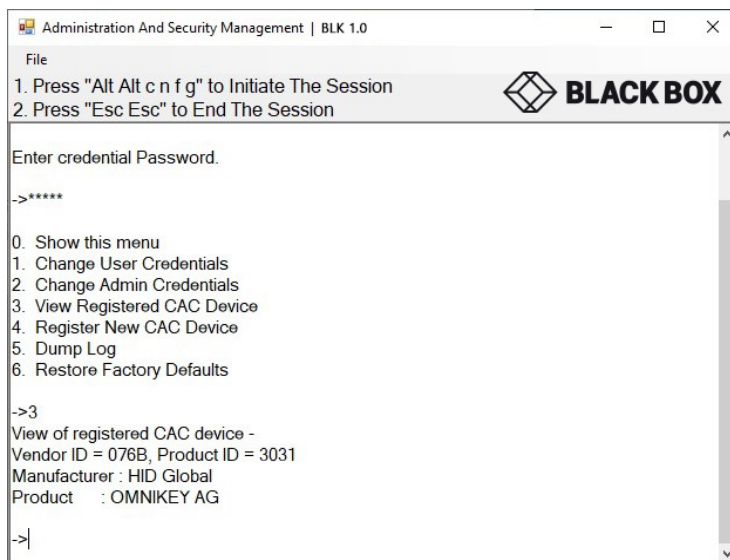 Administration And Security Management | BLK 1.0
File
1. Press "Alt Alt c n f g" to Initiate The Session
2. Press "Esc Esc" to End The Session
BLACK BOX
Enter credential Password.
->*****
0. Show this menu
1. Change User Credentials
2. Change Admin Credentials
3. View Registered CAC Device
4. Register New CAC Device
5. Dump Log
6. Restore Factory Defaults
->3
View of registered CAC device -
Vendor ID = 076B, Product ID = 3031
Manufacturer : HID Global
Product : OMNIKEY AG
->